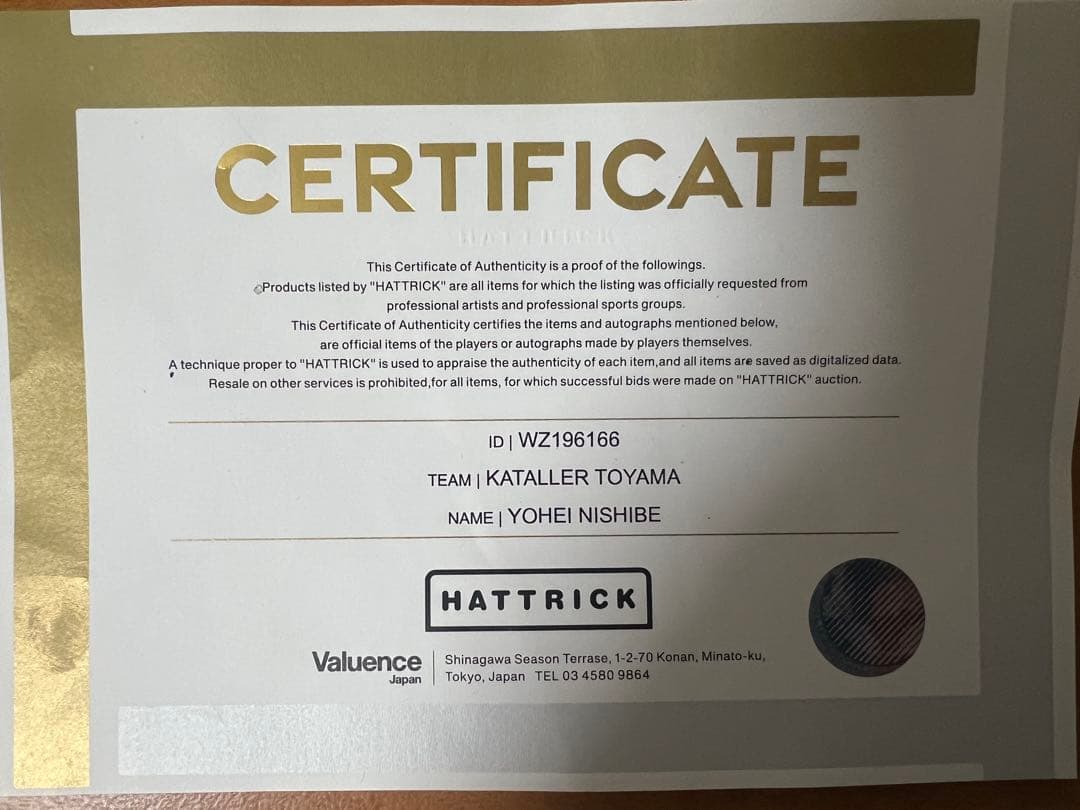 CERTIFICATE
HATTRICK
This Certificate of Authenticity is a proof of the followings.
Products listed by "HATTRICK" are all items for which the listing was officially requested from
professional artists and professional sports groups.
This Certificate of Authenticity certifies the items and autographs mentioned below,
are official items of the players or autographs made by players themselves.
A technique proper to "HATTRICK" is used to appraise the authenticity of each item,and all items are saved as digitalized data.
Resale on other services is prohibited,for all items, for which successful bids were made on "HATTRICK" auction.
ID | WZ196166
TEAM | KATALLER TOYAMA
NAME | YOHEI NISHIBE
HATTRICK
Valuence Japan
Shinagawa Season Terrase, 1-2-70 Konan, Minato-ku,
Tokyo, Japan TEL 03 4580 9864